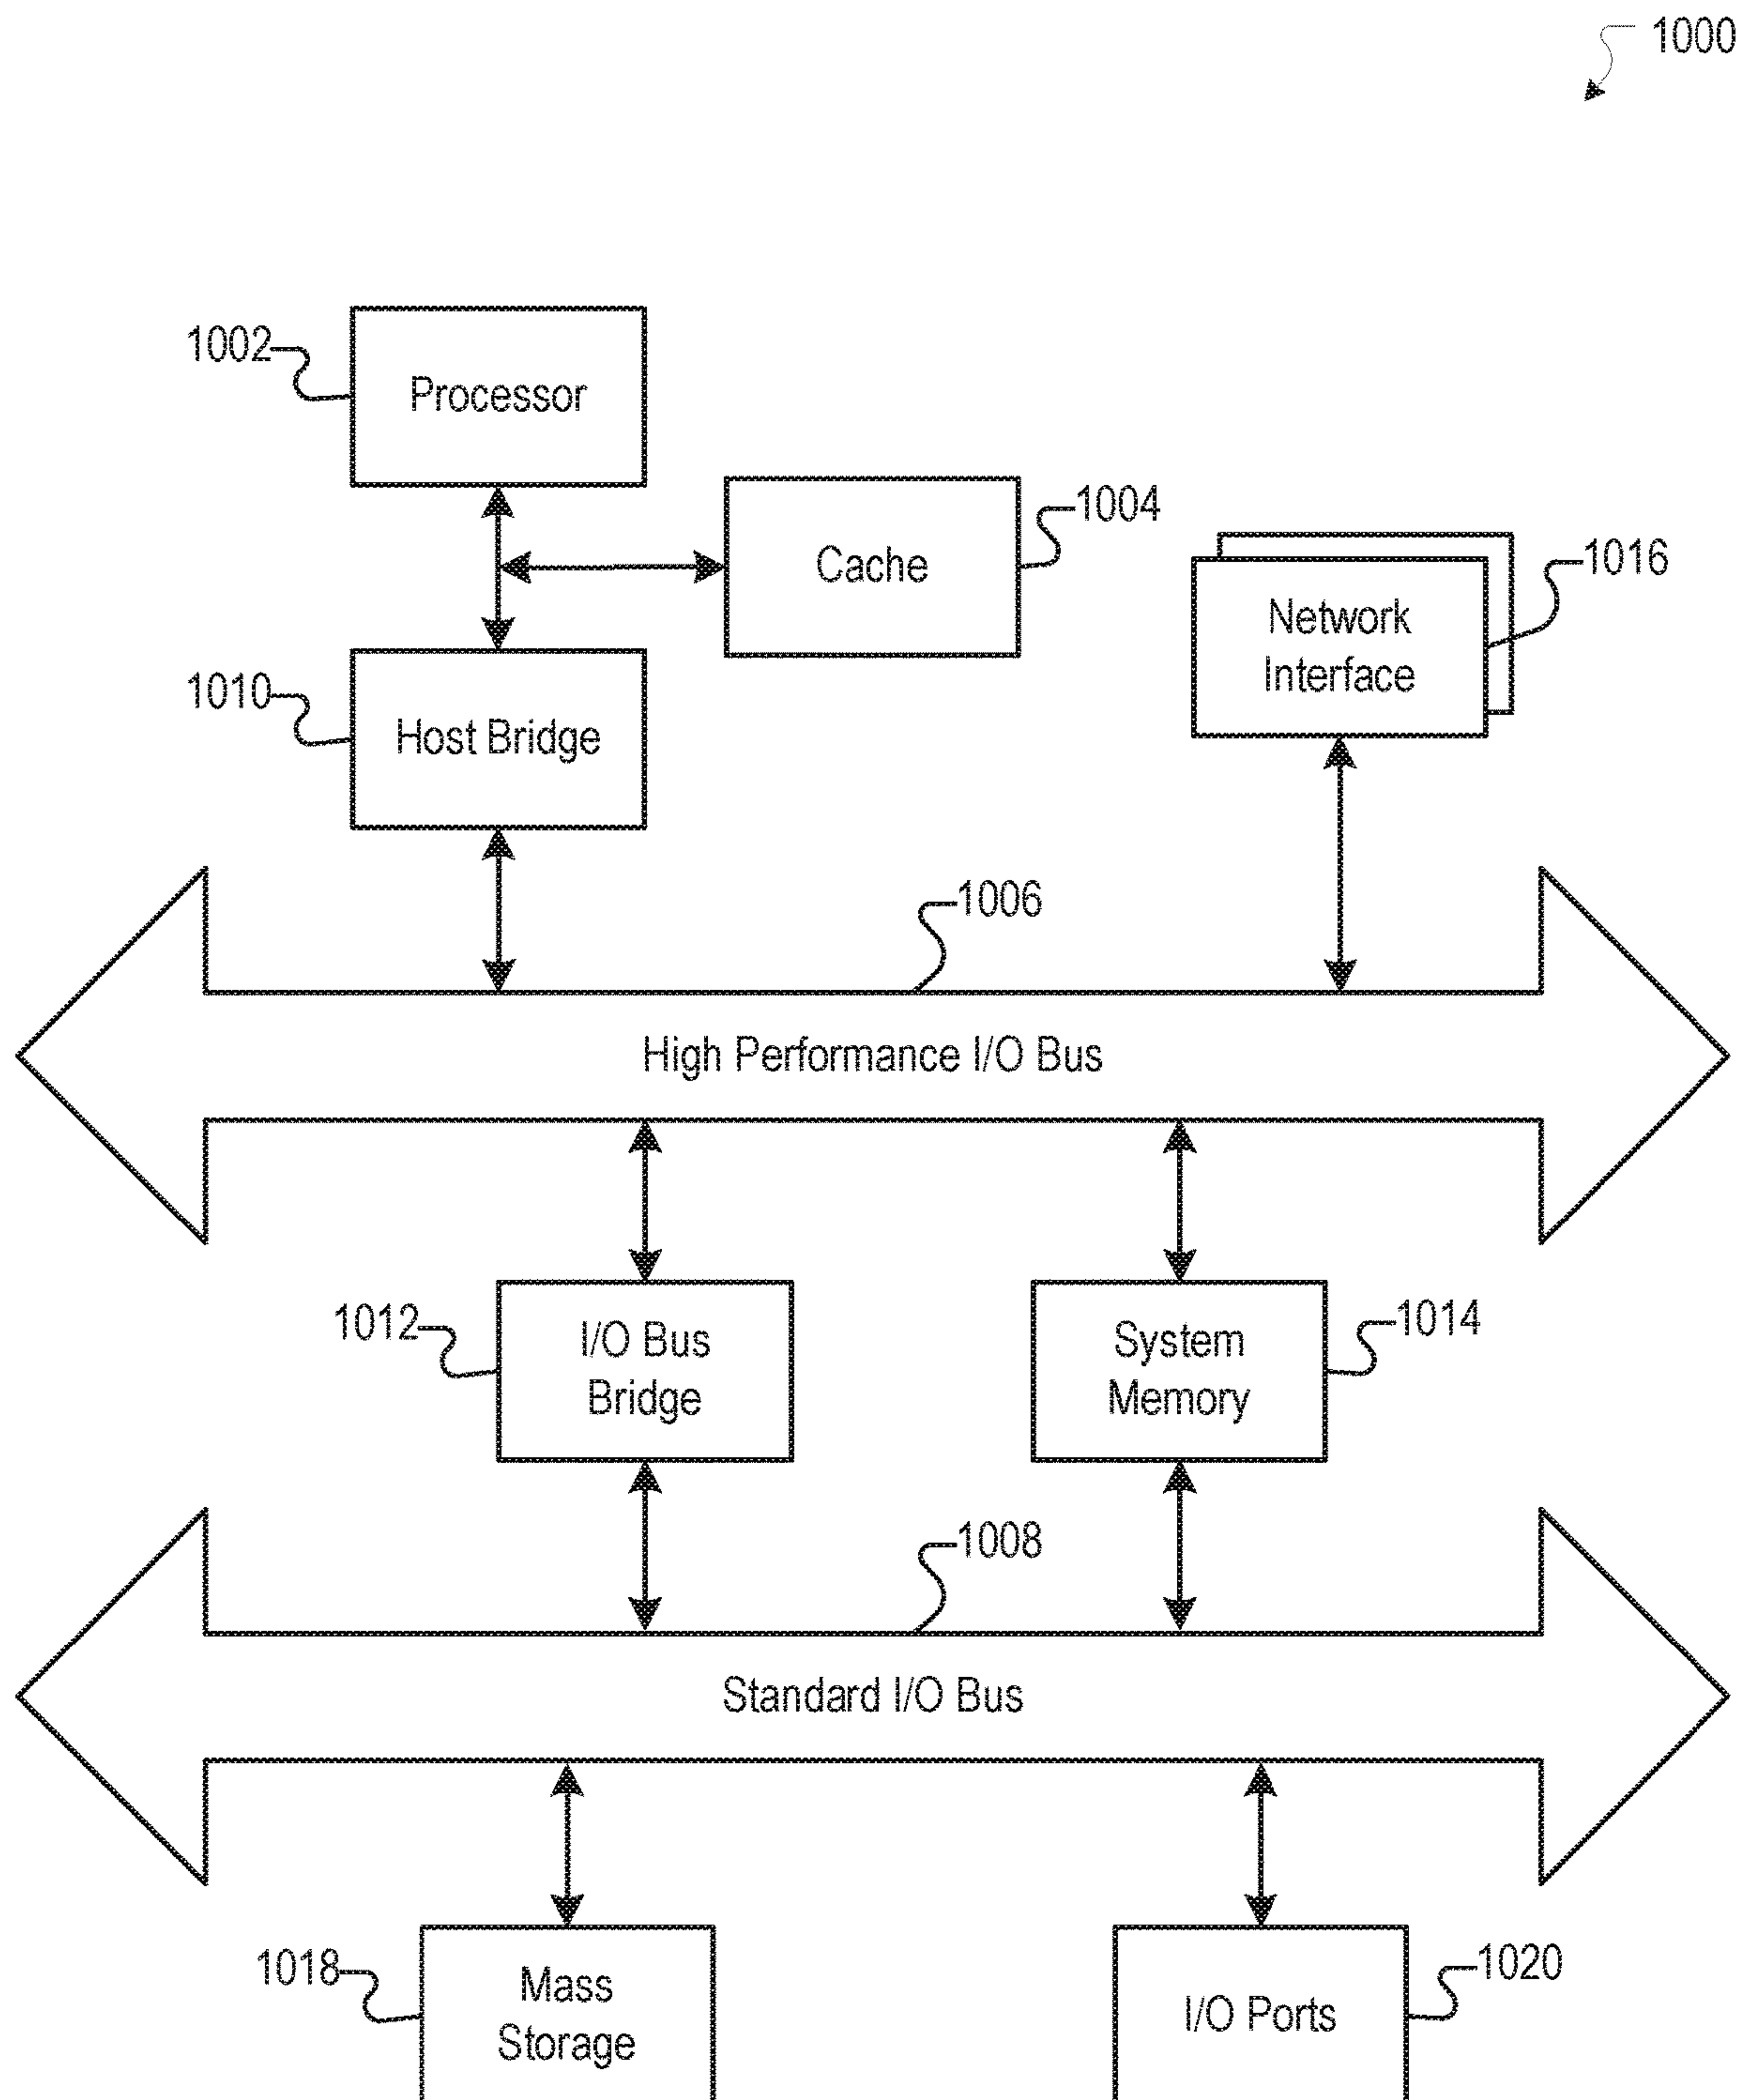 1000
1002
Processor
1004
Cache
1016
Network
Interface
1010
Host Bridge
1006
High Performance I/O Bus
1012
I/O Bus
Bridge
1014
System
Memory
1008
Standard I/O Bus
1018
Mass
Storage
1020
I/O Ports